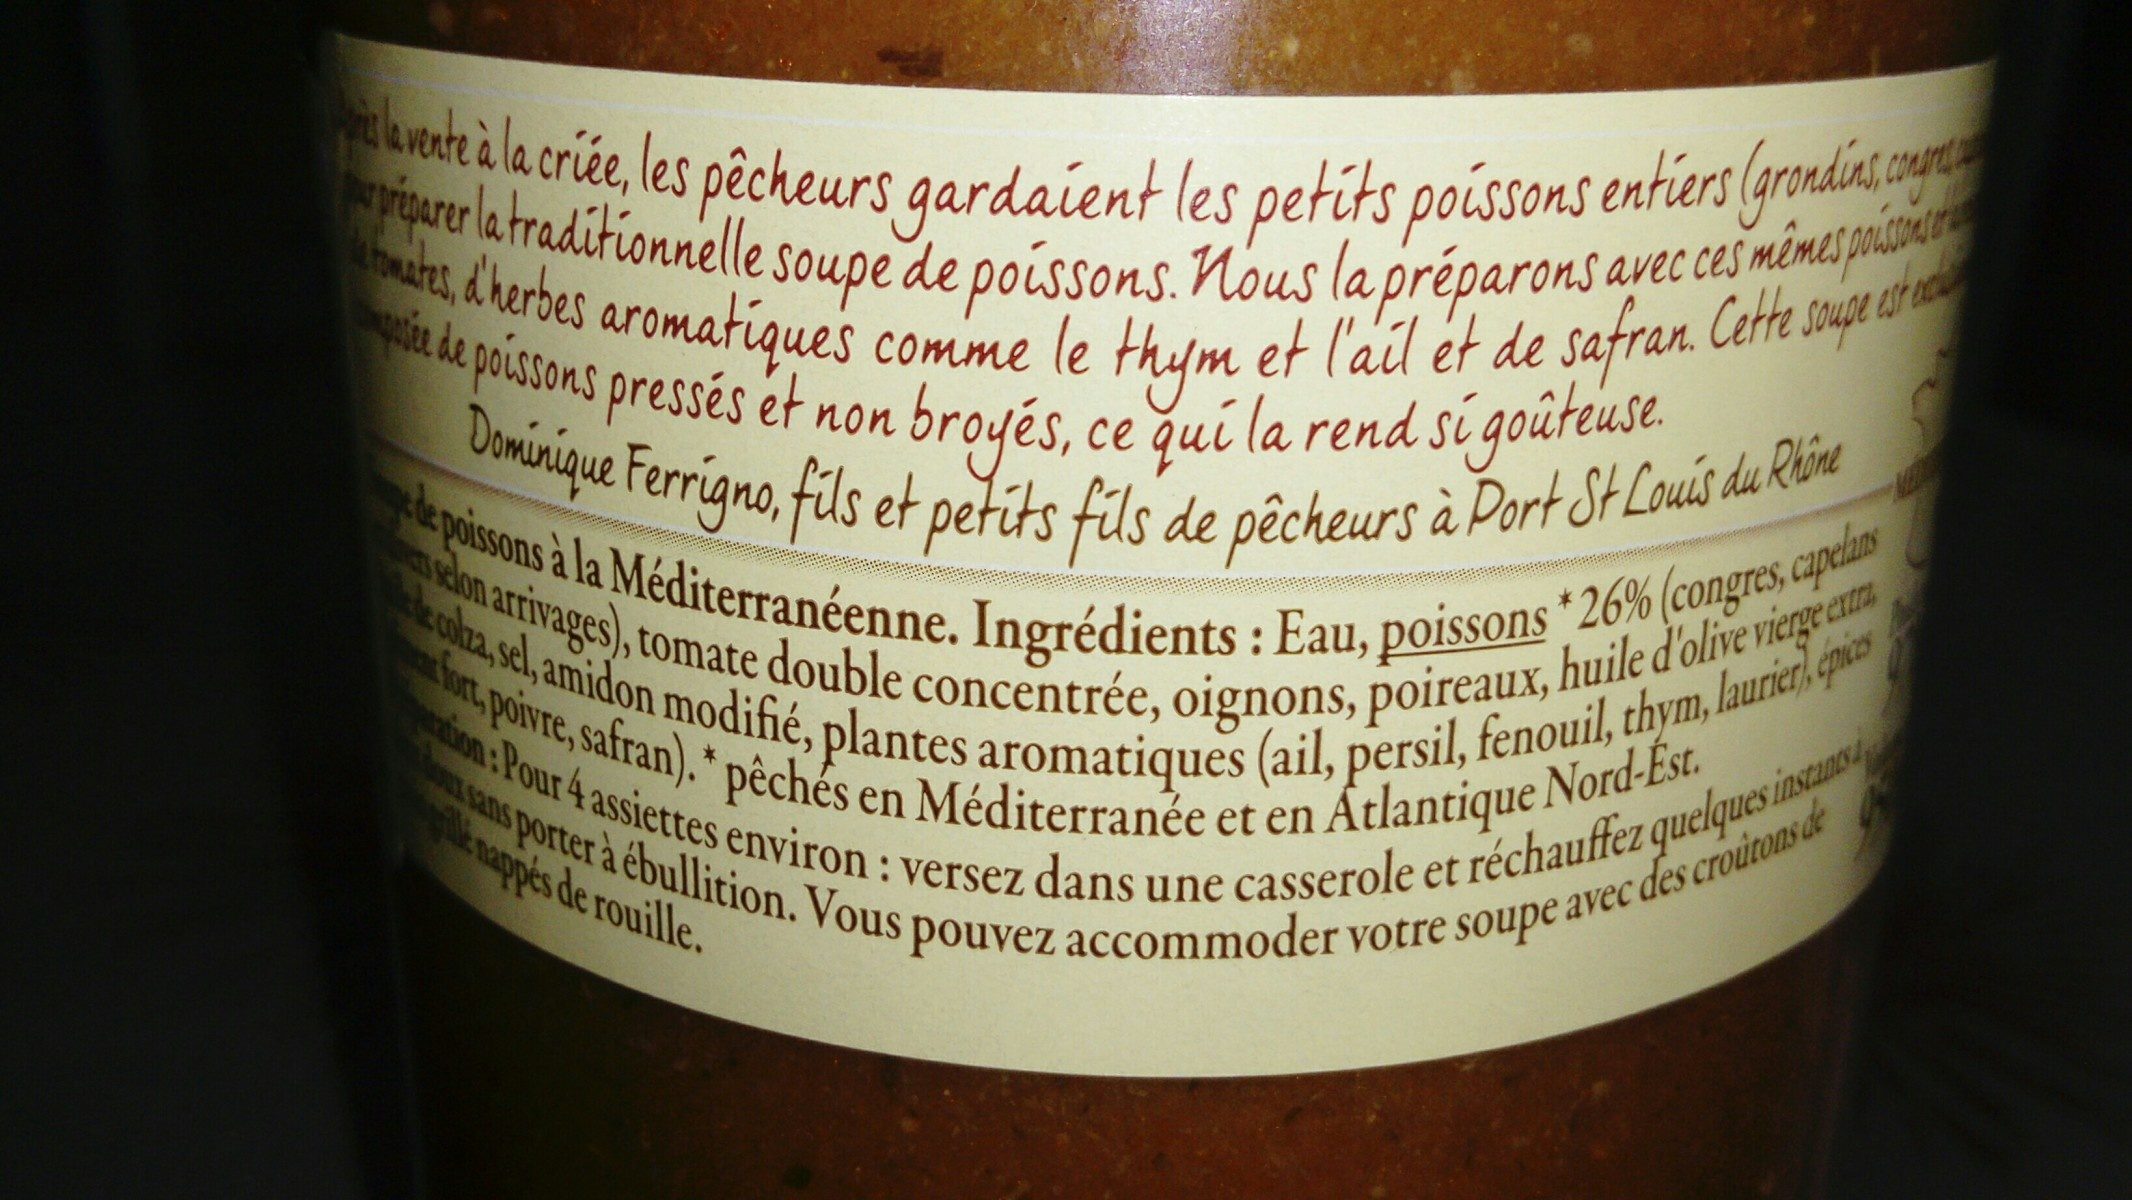 la vente à la criée, les pêcheurs gardaient les petits poissons entiers (grondins, congres,
pour préparer la traditionnelle soupe de poissons. Nous la préparons avec ces mêmes poissons et
de tomates, d'herbes aromatiques comme le thym et l'ail et de safran. Cette soupe est
composée de poissons pressés et non broyés, ce qui la rend si goûteuse.
Dominique Ferrigno, fils et petits fils de pêcheurs à Port St Louis du Rhône
de poissons à la Méditerranéenne. Ingrédients : Eau, poissons *26% (congres, capelans
selon arrivages), tomate double concentrée, oignons, poireaux, huile d'olive vierge extra,
de colza, sel, amidon modifié, plantes aromatiques (ail, persil, fenouil, thym, laurier), épices
fort, poivre, safran). * pêchés en Méditerranée et en Atlantique Nord-Est.
Pour 4 assiettes environ : versez dans une casserole et réchauffez quelques instants à
doux sans porter à ébullition. Vous pouvez accommoder votre soupe avec des croûtons de
grillé nappés de rouille.